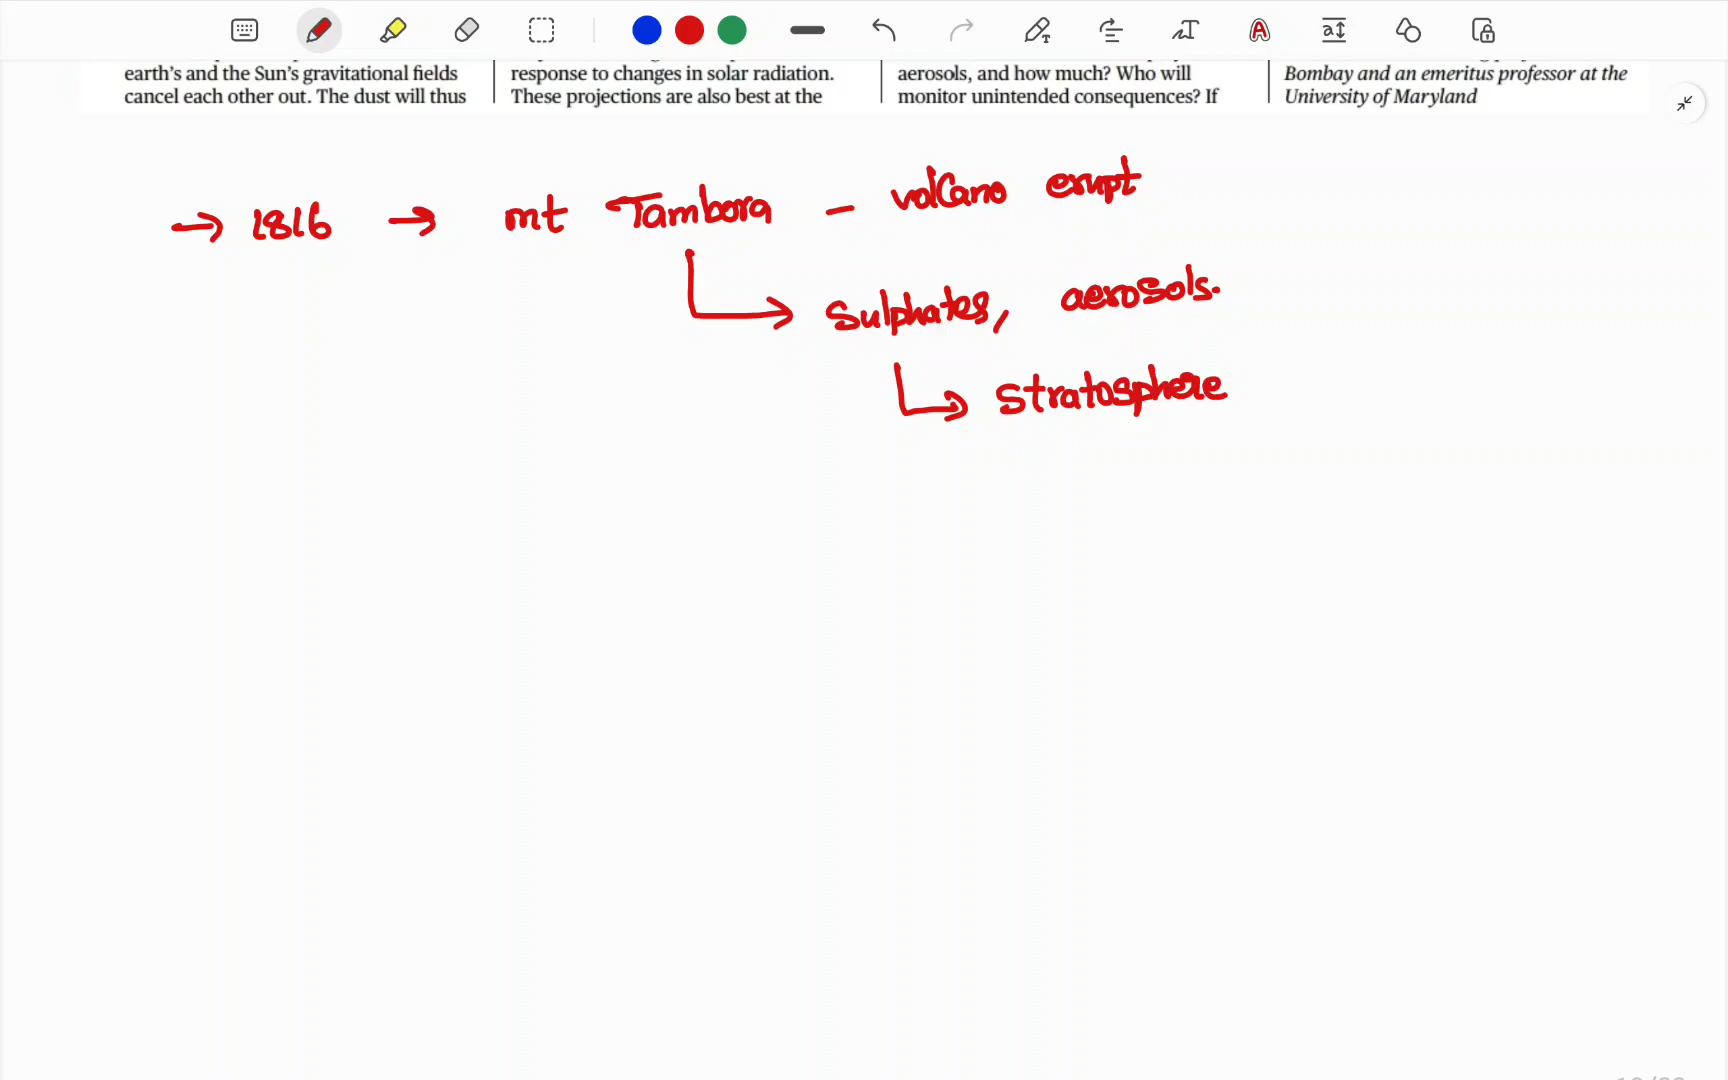 earth's and the Sun's gravitational fields
cancel each other out. The dust will thus
response to changes in solar radiation.
These projections are also best at the
aerosols, and how much? Who will
monitor unintended consequences? If
Bombay and an emeritus professor at the
University of Maryland
→ 1816 → mt Tambora - volcano erupt
Sulphates, aerosols.
Stratosphere